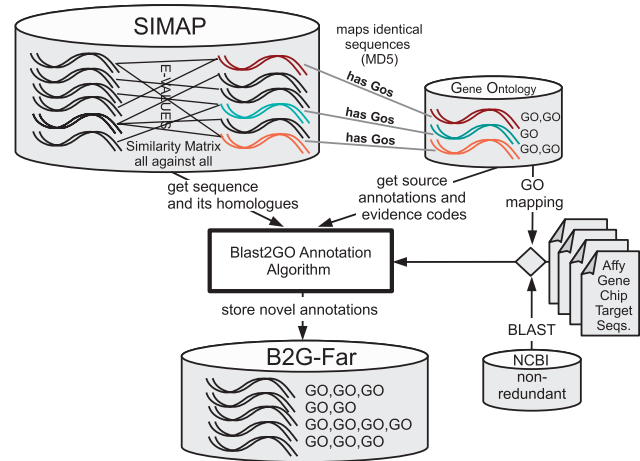 SIMAP
maps identical
sequences
(MD5)
E-VALUES
Similarity Matrix
all against all
has Gos
has Gos
has Gos
Gene Ontology
GO,GO
GO
GO,GO
get sequence
and its homologues
get source
annotations and
evidence codes
GO
mapping
Blast2GO Annotation
Algorithm
Affy
Gene
Chip
Target
Seqs.
store novel annotations
BLAST
B2G-Far
GO,GO,GO
GO,GO
GO,GO,GO,GO
GO,GO,GO
NCBI
non-
redundant